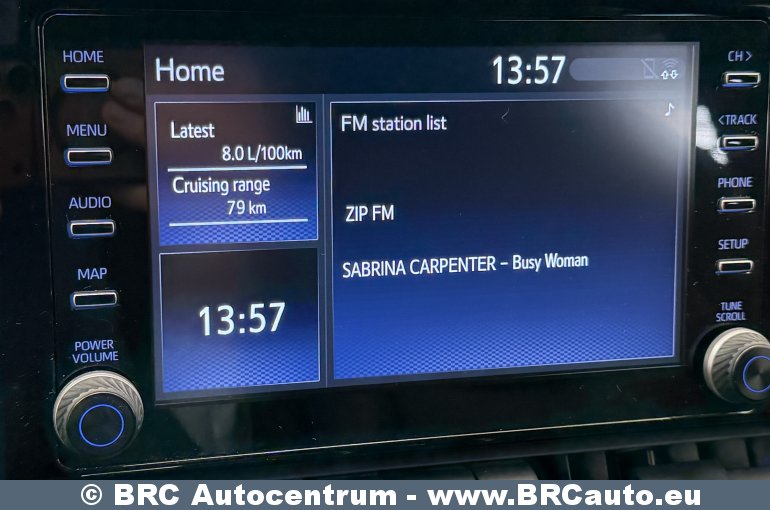 HOME
MENU
AUDIO
MAP
POWER
VOLUME
Home
13:57
Latest
8.0 L/100km
Cruising range
79 km
13:57
FM station list
ZIP FM
SABRINA CARPENTER – Busy Woman
CH>
<TRACK
PHONE
SETUP
TUNE
SCROLL
© BRC Autocentrum - www.BRCauto.eu